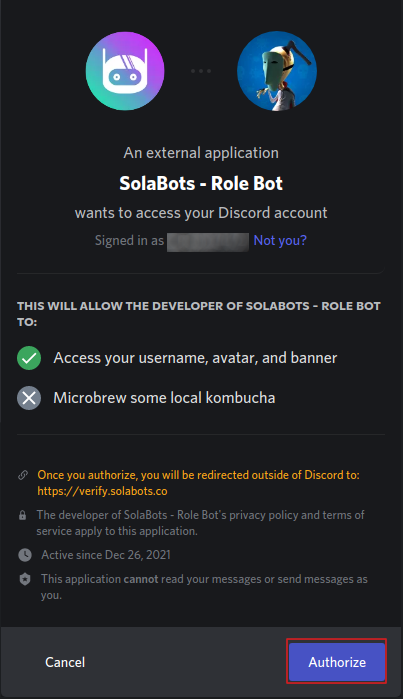 An external application
SolaBots - Role Bot
wants to access your Discord account
Signed in as Not you?
THIS WILL ALLOW THE DEVELOPER OF SOLABOTS - ROLE BOT
TO:
Access your username, avatar, and banner
Microbrew some local kombucha
Once you authorize, you will be redirected outside of Discord to:
https://verify.solabots.co
The developer of SolaBots - Role Bot's privacy policy and terms of
service apply to this application.
Active since Dec 26, 2021
This application cannot read your messages or send messages as
you.
Cancel Authorize